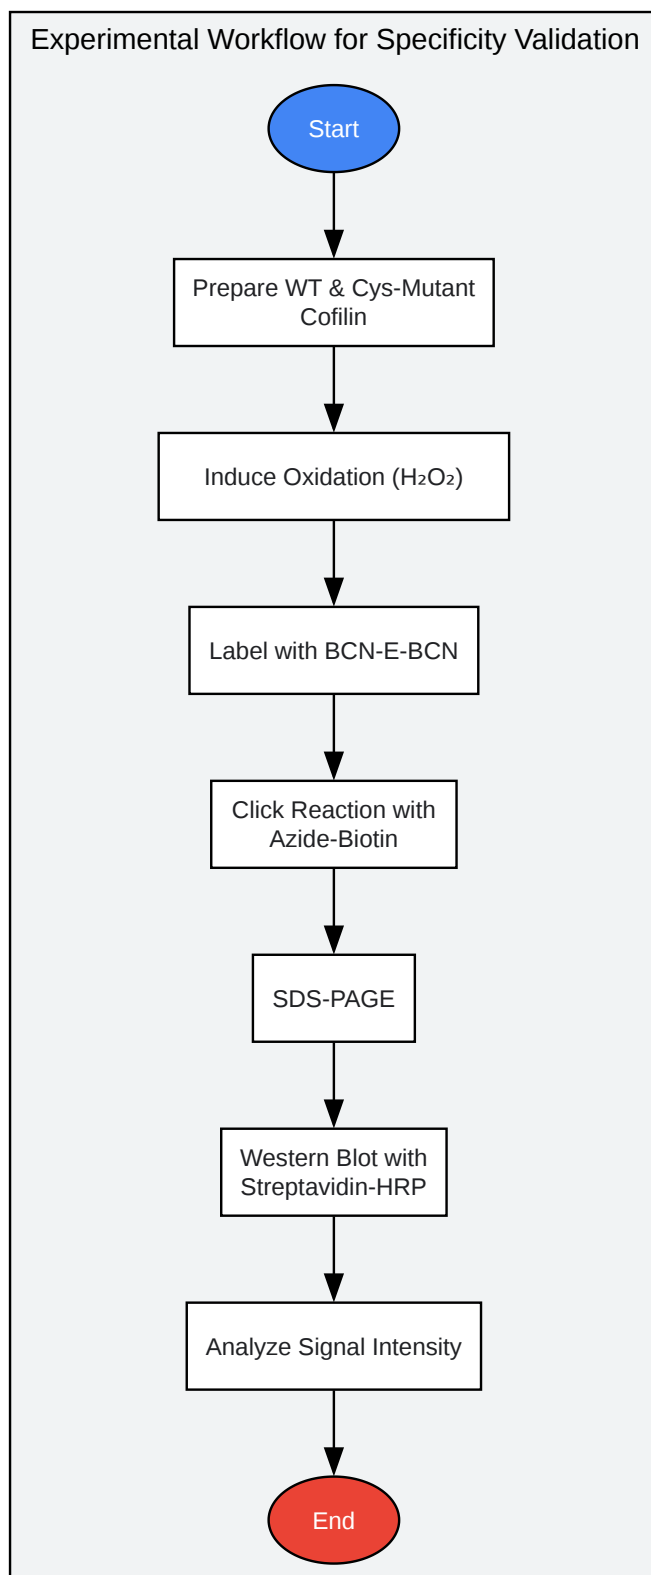 Experimental Workflow for Specificity Validation
Start
Prepare WT & Cys-Mutant
Cofilin
Induce Oxidation (H₂O₂)
Label with BCN-E-BCN
Click Reaction with
Azide-Biotin
SDS-PAGE
Western Blot with
Streptavidin-HRP
Analyze Signal Intensity
End